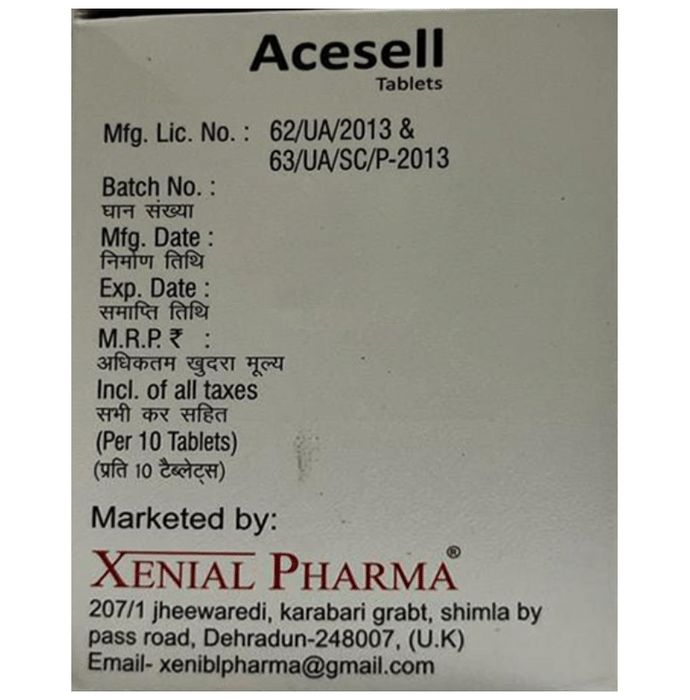 Acesell
Tablets
Mfg. Lic. No. : 62/UA/2013 &
63/UA/SC/P-2013
Batch No. :
घान संख्या
Mfg. Date :
निर्माण तिथि
Exp. Date :
समाप्ति तिथि
M.R.P. ₹ :
अधिकतम खुदरा मूल्य
Incl. of all taxes
सभी कर सहित
(Per 10 Tablets)
(प्रति 10 टैब्लेट्स)
Marketed by:
XENIAL PHARMA®
207/1 jheewaredi, karabari grabt, shimla by
pass road, Dehradun-248007, (U.K)
Email- xeniblpharma@gmail.com